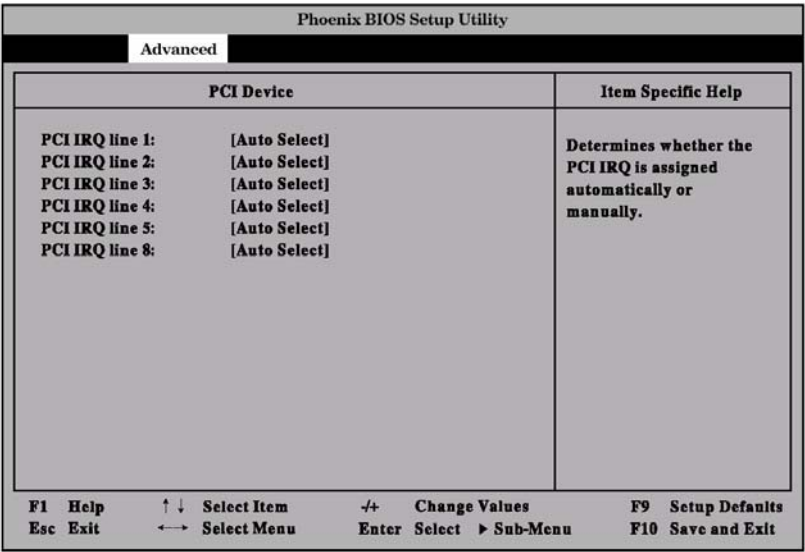 Phoenix BIOS Setup Utility
Advanced
PCI Device
PCI IRQ line 1: [Auto Select]
PCI IRQ line 2: [Auto Select]
PCI IRQ line 3: [Auto Select]
PCI IRQ line 4: [Auto Select]
PCI IRQ line 5: [Auto Select]
PCI IRQ line 8: [Auto Select]
Item Specific Help
Determines whether the
PCI IRQ is assigned
automatically or
manually.
F1 Help ↑ ↓ Select Item -/+ Change Values F9 Setup Defaults
Esc Exit ←→ Select Menu Enter Select ▶ Sub-Menu F10 Save and Exit